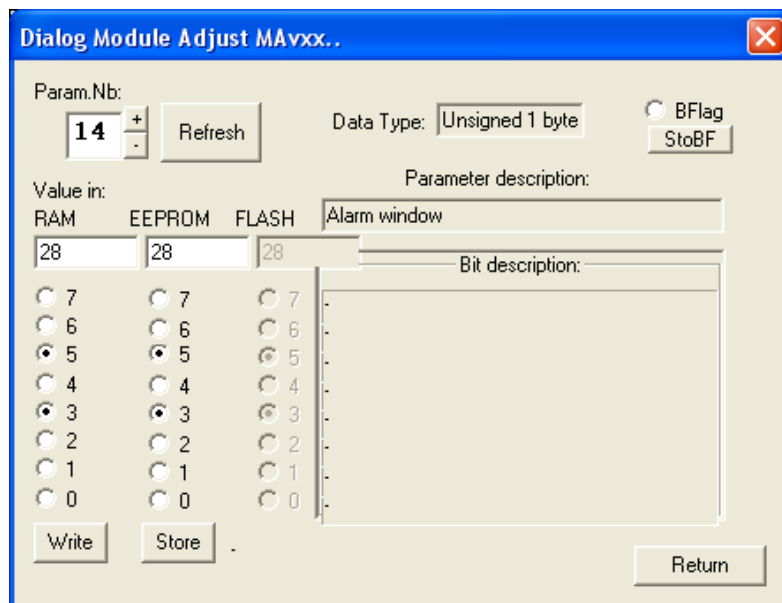 Dialog Module Adjust MAvxx..
Param.Nb:
14 + - Refresh
Data Type: Unsigned 1 byte
BFlag
StoBF
Value in:
RAM EEPROM FLASH
28 28 28
Parameter description:
Alarm window
Bit description:
7 7 7 -
6 6 6 -
5 5 5 -
4 4 4 -
3 3 3 -
2 2 2 -
1 1 1 -
0 0 0 -
Write Store -
Return